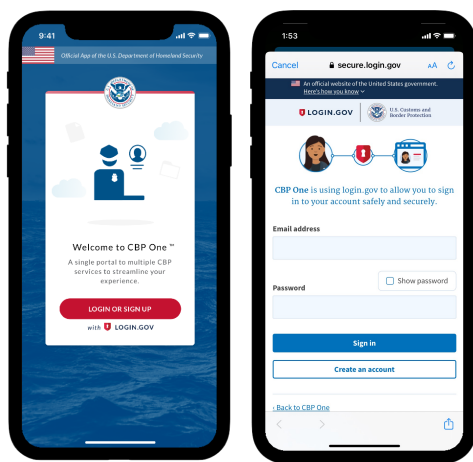 9:41
Official App of the U.S. Department of Homeland Security
Welcome to CBP One ™
A single portal to multiple CBP
services to streamline your
experience.
LOGIN OR SIGN UP
with LOGIN.GOV
1:53
Cancel secure.login.gov AA
An official website of the United States government.
Here's how you know
LOGIN.GOV
U.S. Customs and
Border Protection
CBP One is using login.gov to allow you to sign
in to your account safely and securely.
Email address
Show password
Password
Sign in
Create an account
‹ Back to CBP One